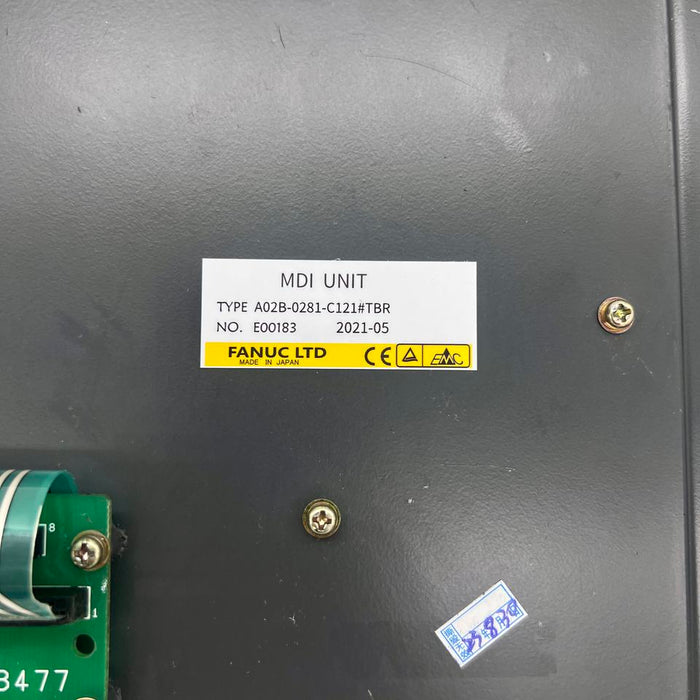 MDI UNIT
TYPE A02B-0281-C121#TBR
NO. E00183 2021-05
FANUC LTD
MADE IN JAPAN
CE EMC
8
1
3477